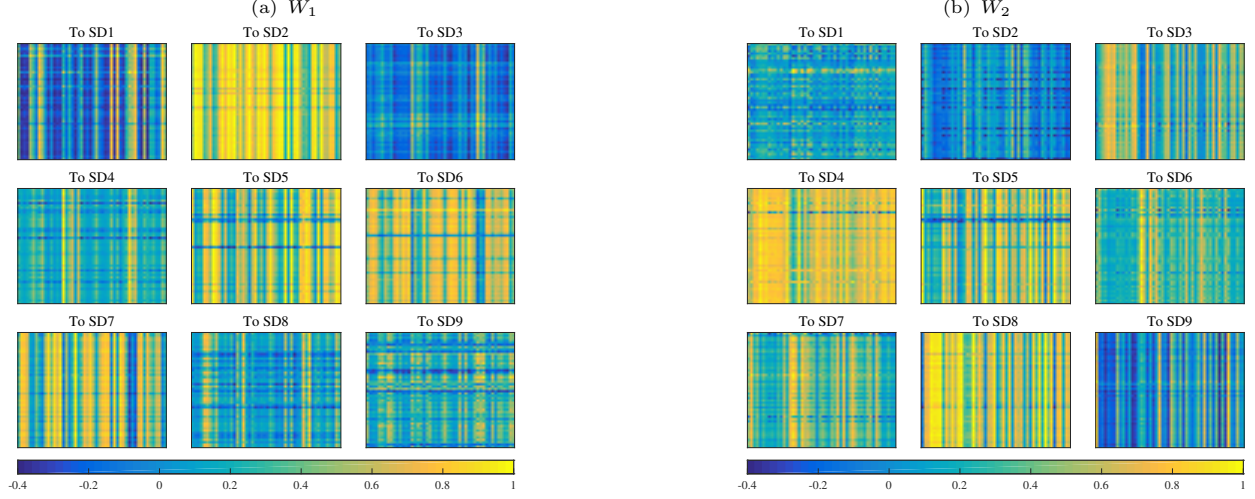 (a) W₁
To SD1 To SD2 To SD3
To SD4 To SD5 To SD6
To SD7 To SD8 To SD9
-0.4 -0.2 0 0.2 0.4 0.6 0.8 1
(b) W₂
To SD1 To SD2 To SD3
To SD4 To SD5 To SD6
To SD7 To SD8 To SD9
-0.4 -0.2 0 0.2 0.4 0.6 0.8 1